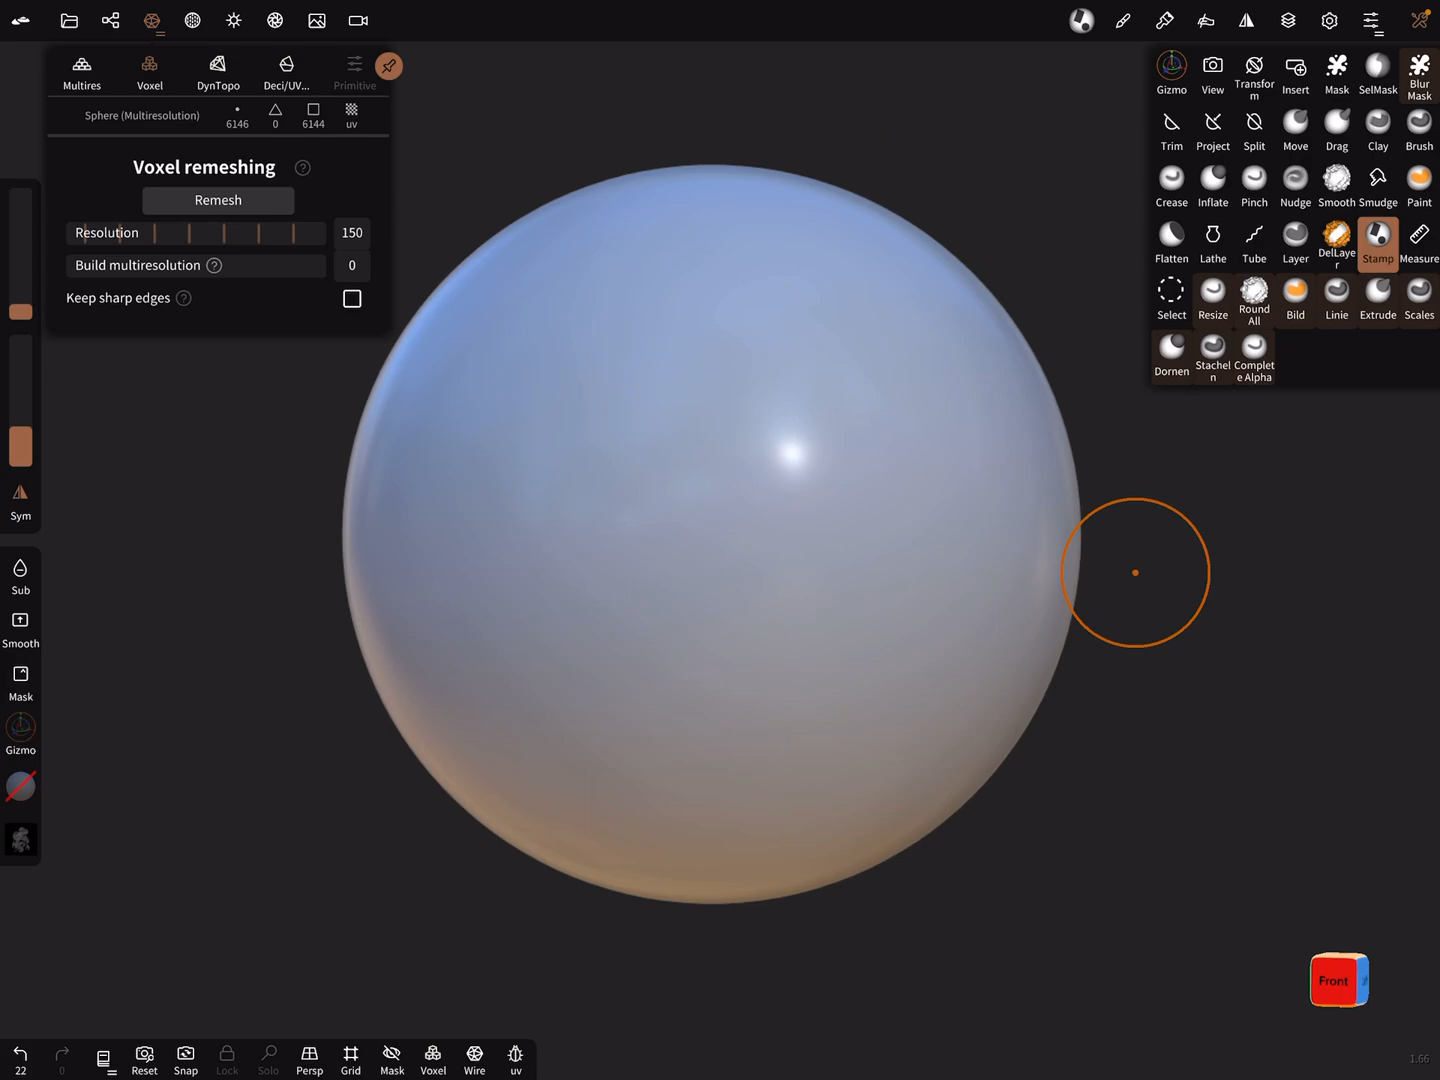 Multires
Voxel
DynTopo
Deci/UV...
Primitive
Sphere (Multiresolution)
6146
0
6144
uv
Voxel remeshing
?
Remesh
Resolution
150
Build multiresolution ?
0
Keep sharp edges ?
Gizmo
View
Transfor
m
Insert
Mask
SelMask
Blur
Mask
Trim
Project
Split
Move
Drag
Clay
Brush
Crease
Inflate
Pinch
Nudge
Smooth
Smudge
Paint
Flatten
Lathe
Tube
Layer
DelLaye
r
Stamp
Measure
Select
Resize
Round
All
Bild
Linie
Extrude
Scales
Dornen
Stachel
n
Complet
e Alpha
Sym
Sub
Smooth
Mask
Gizmo
Front
22
0
Reset
Snap
Lock
Solo
Persp
Grid
Mask
Voxel
Wire
uv
1.66